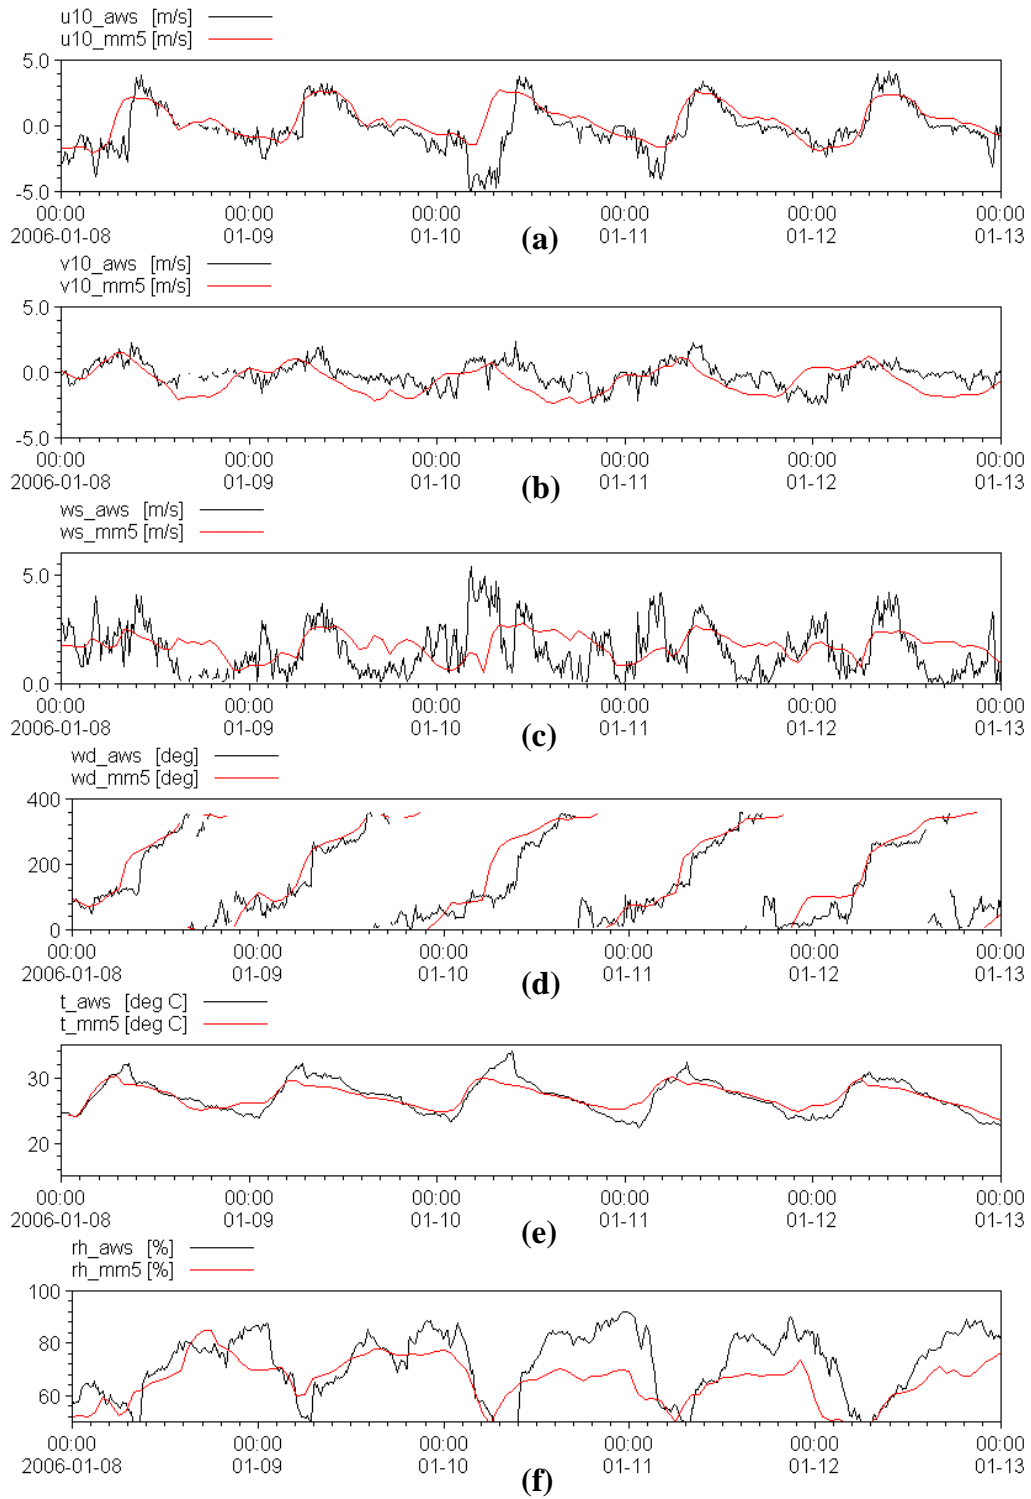 u10_aws [m/s]
u10_mm5 [m/s]
5.0
0.0
-5.0
00:00 00:00 00:00 00:00 00:00 00:00
2006-01-08 01-09 01-10 01-11 01-12 01-13
(a)
v10_aws [m/s]
v10_mm5 [m/s]
5.0
0.0
-5.0
00:00 00:00 00:00 00:00 00:00 00:00
2006-01-08 01-09 01-10 01-11 01-12 01-13
(b)
ws_aws [m/s]
ws_mm5 [m/s]
5.0
0.0
00:00 00:00 00:00 00:00 00:00 00:00
2006-01-08 01-09 01-10 01-11 01-12 01-13
(c)
wd_aws [deg]
wd_mm5 [deg]
400
200
0
00:00 00:00 00:00 00:00 00:00 00:00
2006-01-08 01-09 01-10 01-11 01-12 01-13
(d)
t_aws [deg C]
t_mm5 [deg C]
30
20
00:00 00:00 00:00 00:00 00:00 00:00
2006-01-08 01-09 01-10 01-11 01-12 01-13
(e)
rh_aws [%]
rh_mm5 [%]
100
80
60
00:00 00:00 00:00 00:00 00:00 00:00
2006-01-08 01-09 01-10 01-11 01-12 01-13
(f)